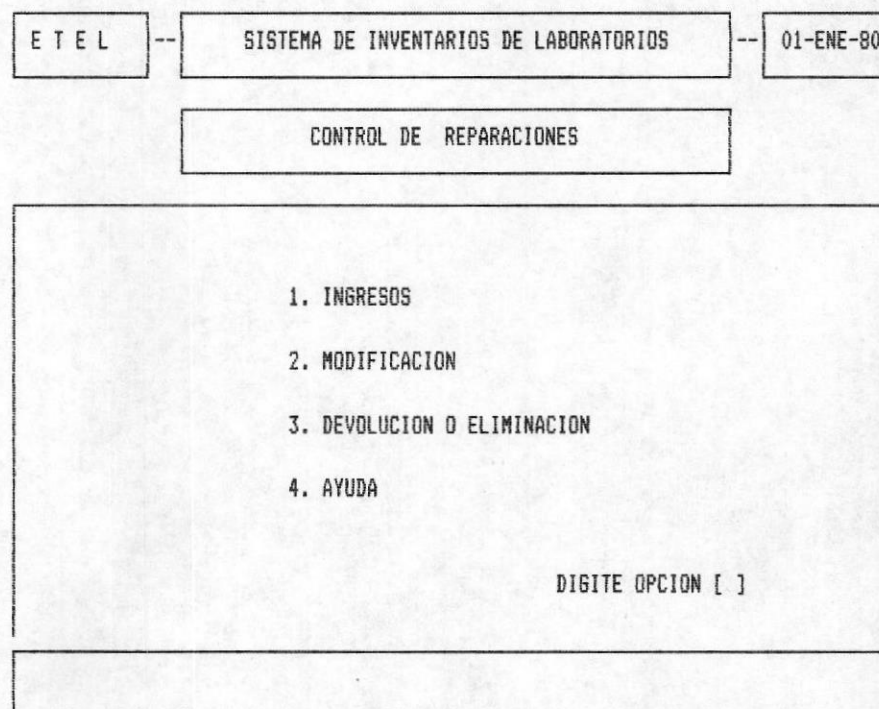 E T E L -- SISTEMA DE INVENTARIOS DE LABORATORIOS -- 01-ENE-80
CONTROL DE REPARACIONES
1. INGRESOS
2. MODIFICACION
3. DEVOLUCION O ELIMINACION
4. AYUDA
DIGITE OPCION [ ]